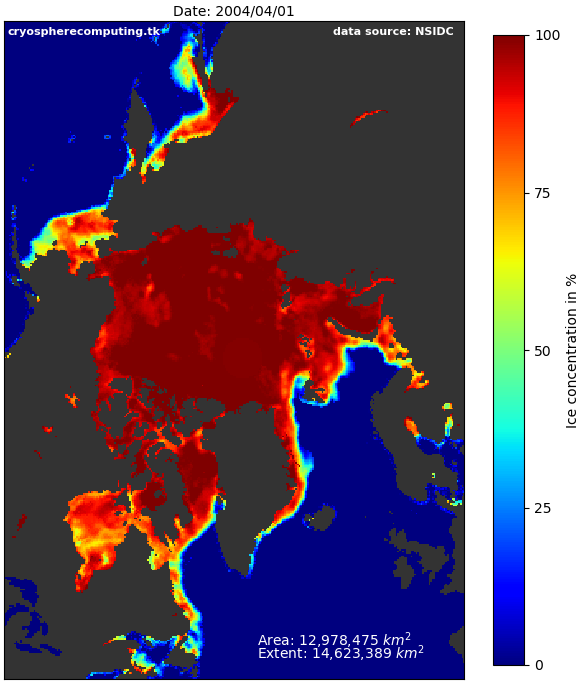 Date: 2004/04/01
cryospherecomputing.tk
data source: NSIDC
100
75
50
25
0
Ice concentration in %
Area: 12,978,475 km²
Extent: 14,623,389 km²